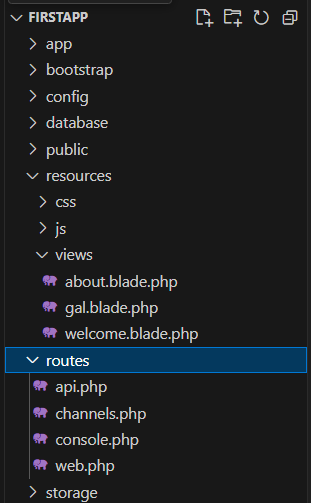 FIRSTAPP
app
bootstrap
config
database
public
resources
css
js
views
about.blade.php
gal.blade.php
welcome.blade.php
routes
api.php
channels.php
console.php
web.php
storage